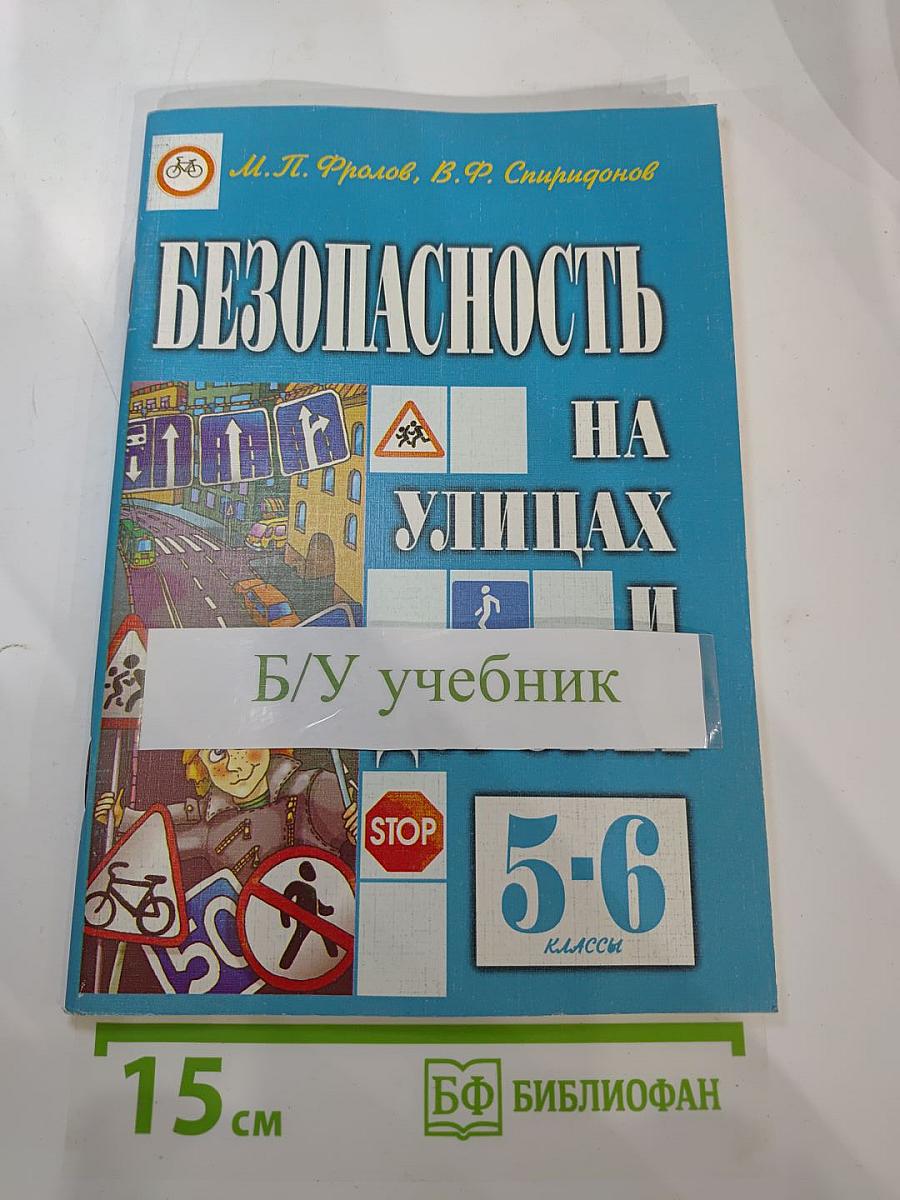 М.П. Фролов, В.Ф. Спиридонов
БЕЗОПАСНОСТЬ
НА
УЛИЦАХ
И
Б/У учебник
STOP
50
5-6
КЛАССЫ
15 см
БФ БИБЛИОФАН